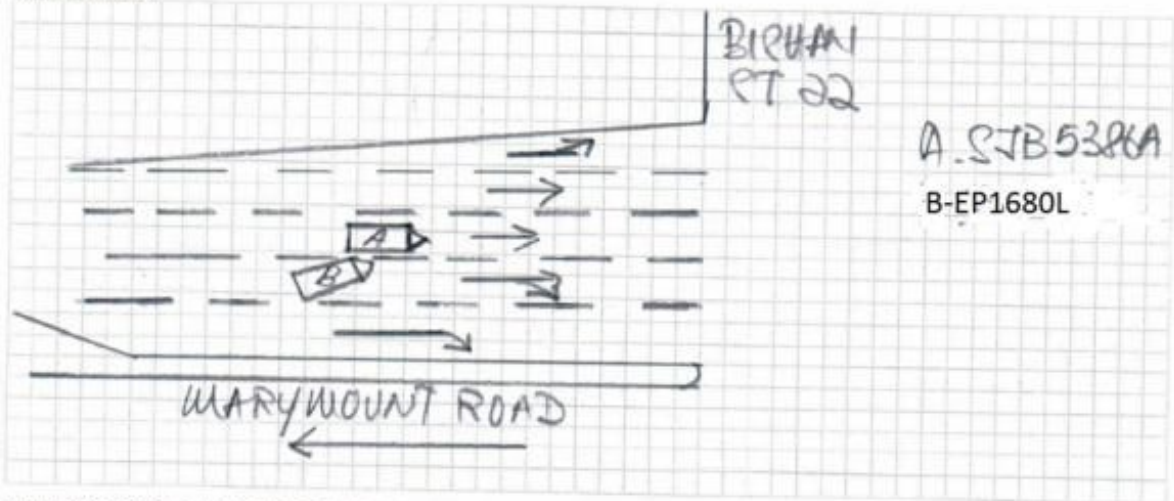 BISHAN
ST 22
A. SJB5386A
B-EP1680L
A
B
MARYMOUNT ROAD